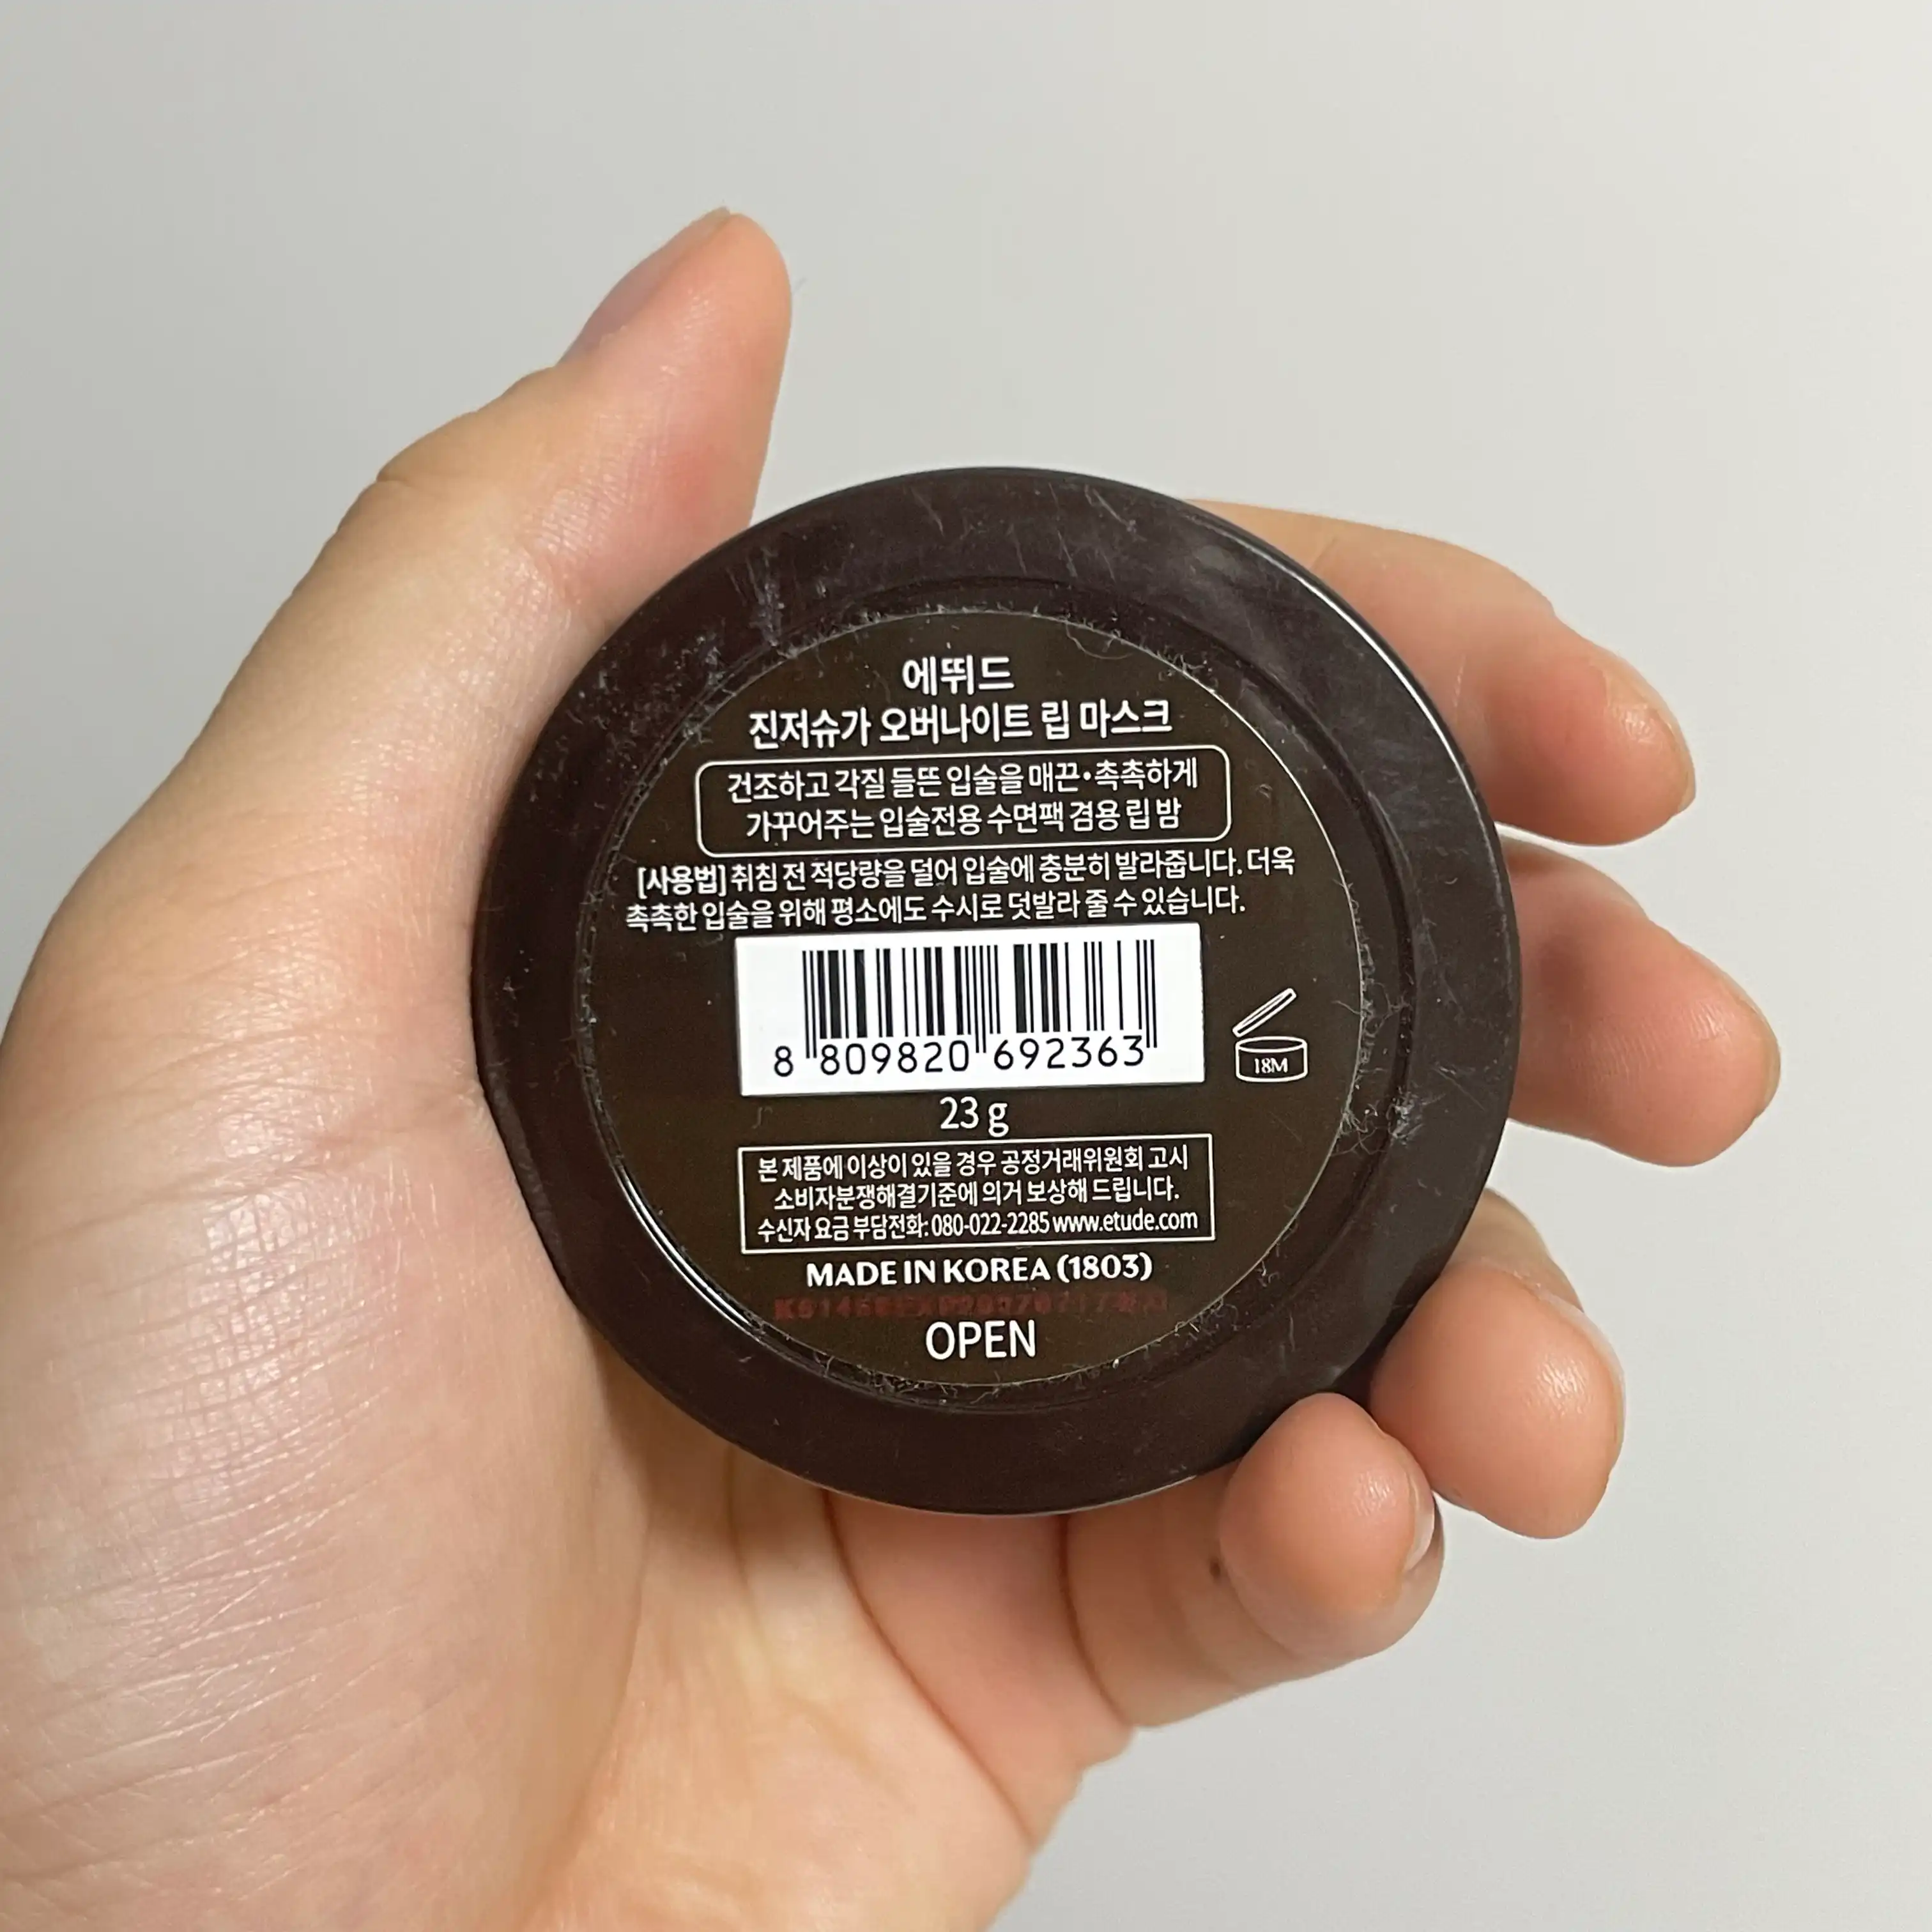 에뛰드
진저슈가 오버나이트 립 마스크
건조하고 각질 들뜬 입술을 매끈•촉촉하게
가꾸어주는 입술전용 수면팩 겸용 립 밤
[사용법] 취침 전 적당량을 덜어 입술에 충분히 발라줍니다. 더욱
촉촉한 입술을 위해 평소에도 수시로 덧발라 줄 수 있습니다.
8 809820 692363
18M
23 g
본 제품에 이상이 있을 경우 공정거래위원회 고시
소비자분쟁해결기준에 의거 보상해 드립니다.
수신자 요금 부담전화: 080-022-2285 www.etude.com
MADE IN KOREA (1803)
OPEN